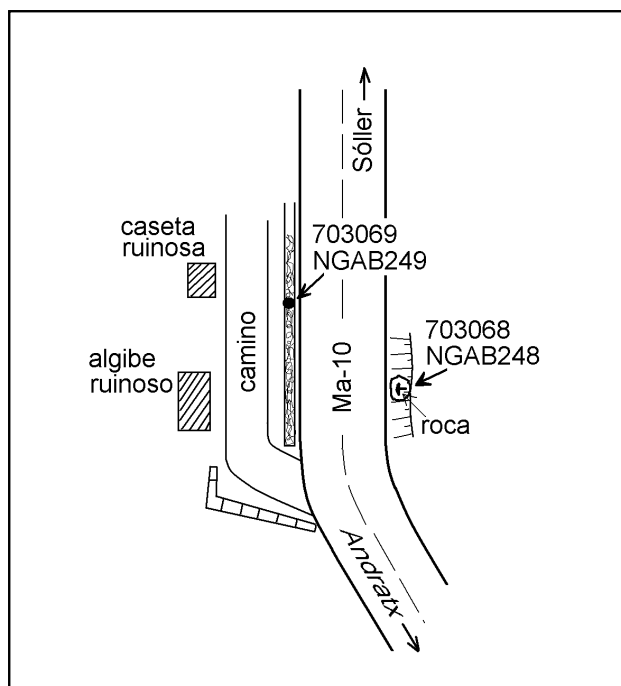 Sóller
caseta
ruinosa
703069
NGAB249
703068
NGAB248
algibe
ruinoso
camino
Ma-10
roca
Andratx